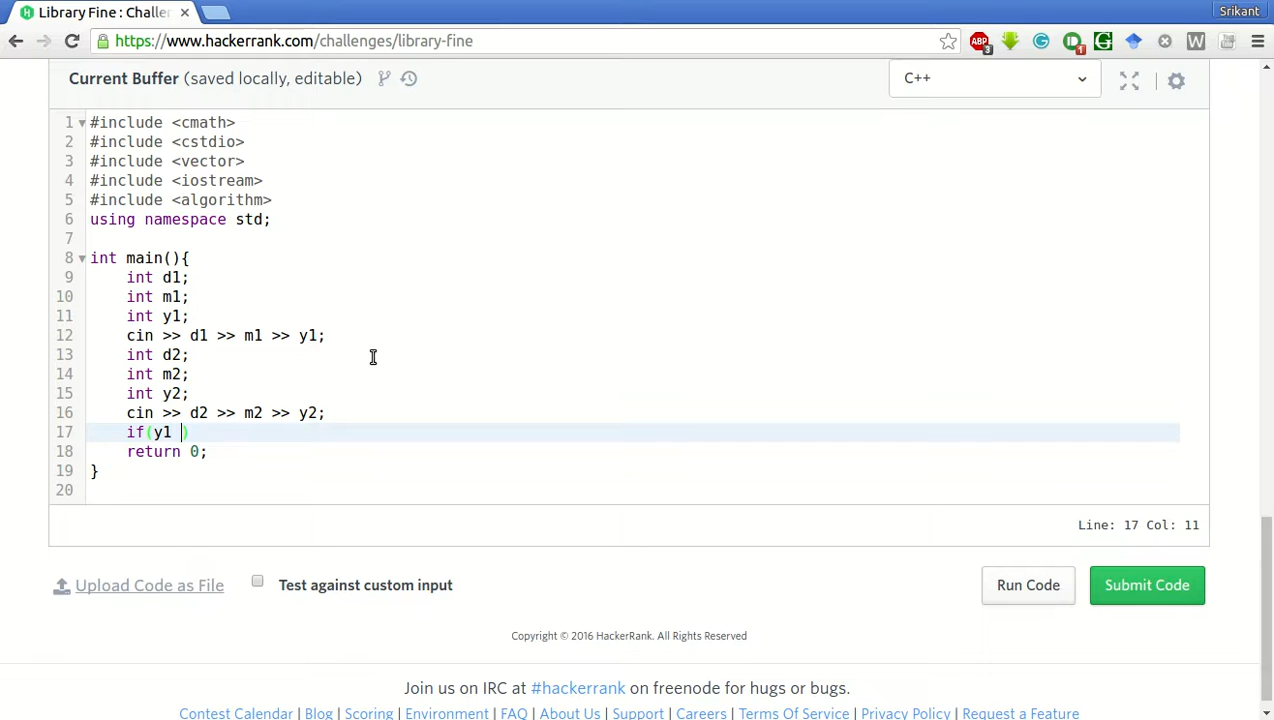 Library Fine : Challen
Srikant
https://www.hackerrank.com/challenges/library-fine
ABP
3
G
1
G
W
Current Buffer (saved locally, editable)
C++
1 #include <cmath>
2 #include <cstdio>
3 #include <vector>
4 #include <iostream>
5 #include <algorithm>
6 using namespace std;
7
8 int main(){
9 int d1;
10 int m1;
11 int y1;
12 cin >> d1 >> m1 >> y1;
13 int d2;
14 int m2;
15 int y2;
16 cin >> d2 >> m2 >> y2;
17 if(y1 )
18 return 0;
19 }
20
Line: 17 Col: 11
Upload Code as File
Test against custom input
Run Code
Submit Code
Copyright © 2016 HackerRank. All Rights Reserved
Join us on IRC at #hackerrank on freenode for hugs or bugs.
Contest Calendar | Blog | Scoring | Environment | FAQ | About Us | Support | Careers | Terms Of Service | Privacy Policy | Request a Feature